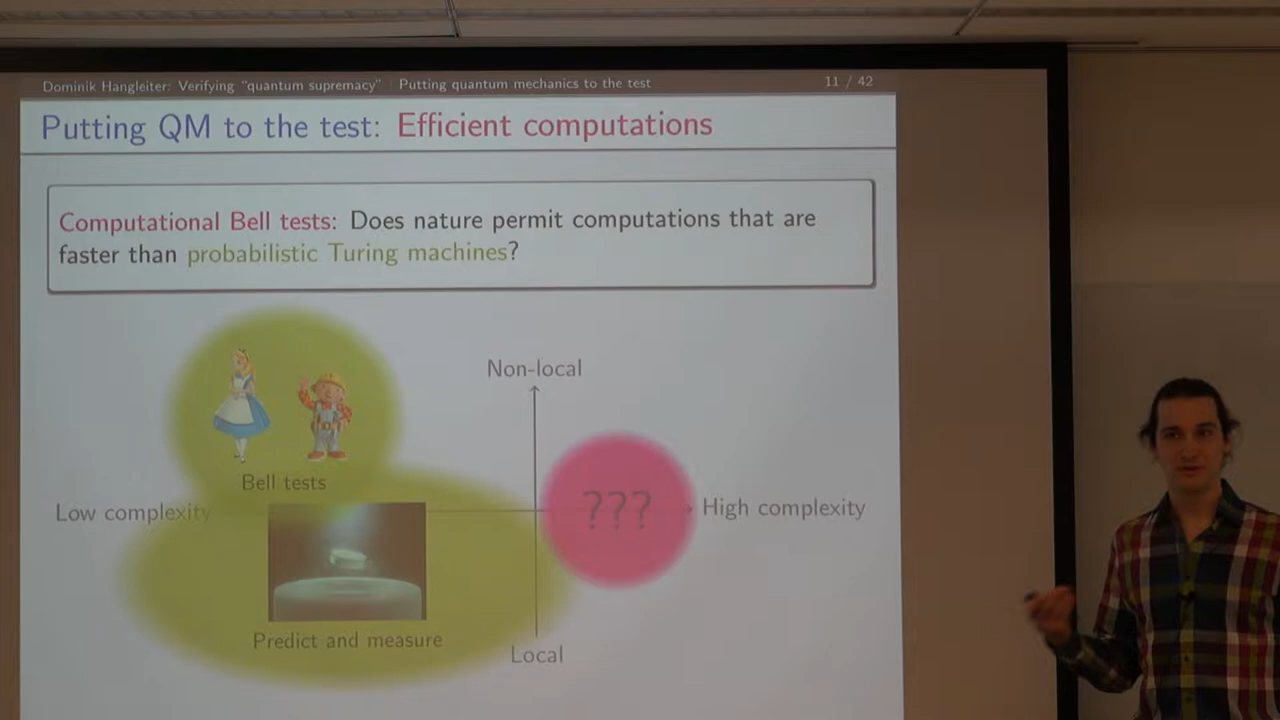 Dominik Hangleiter: Verifying "quantum supremacy" | Putting quantum mechanics to the test 11 / 42
Putting QM to the test: Efficient computations
Computational Bell tests: Does nature permit computations that are
faster than probabilistic Turing machines?
Non-local
Bell tests
Low complexity
???
High complexity
Predict and measure
Local